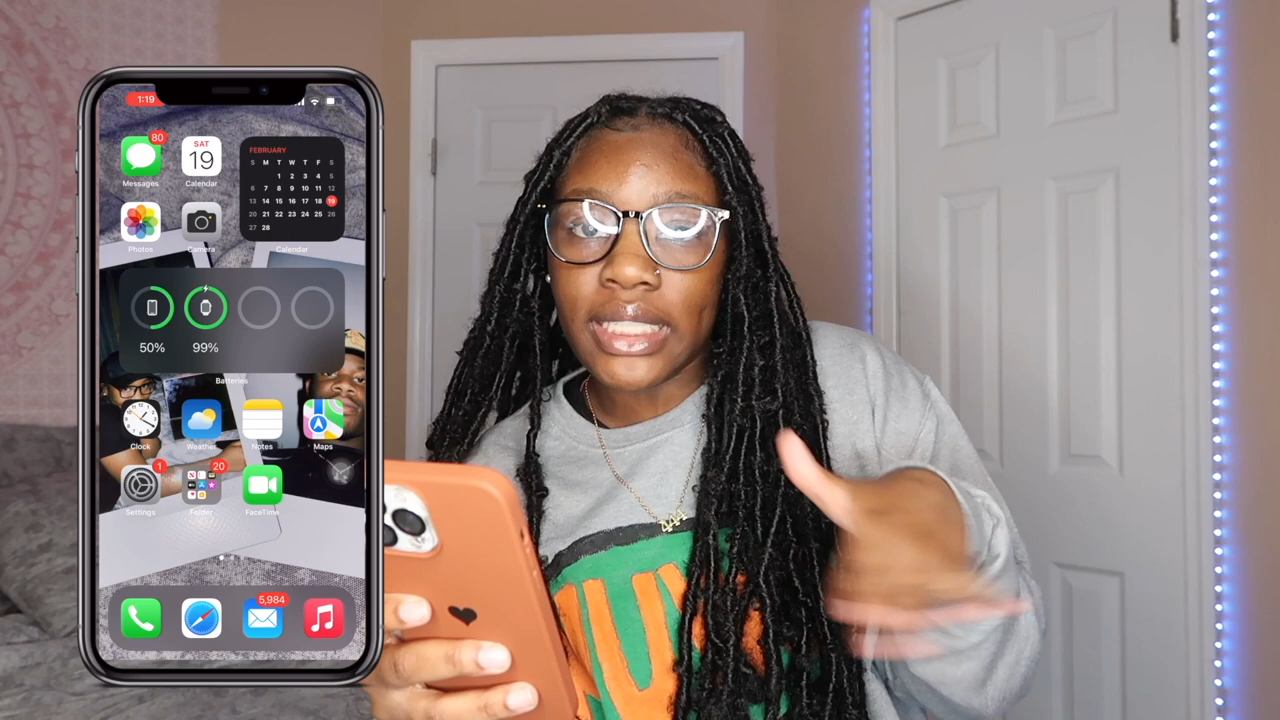 1:19
80
SAT
19
Messages
Calendar
FEBRUARY
S M T W T F S
1 2 3 4 5
6 7 8 9 10 11 12
13 14 15 16 17 18 19
20 21 22 23 24 25 26
27 28
Photos
Camera
Calendar
50%
99%
Batteries
Clock
Weather
Notes
Maps
1
20
Settings
Folder
FaceTime
5,984
444